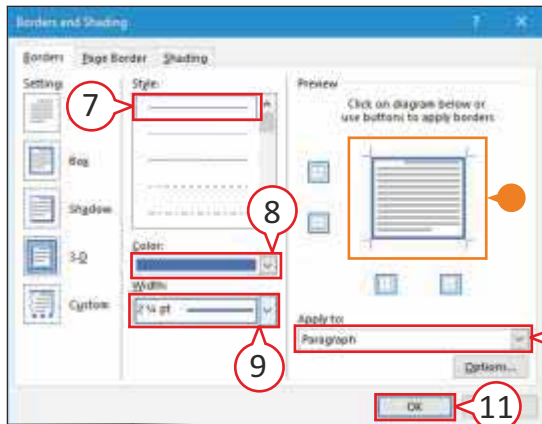 Borders and Shading
? ×
Borders Page Border Shading
Setting:
Box
Shadow
3-D
Custom
Style:
7
8
Color:
Width:
2 ¼ pt
9
Preview
Click on diagram below or
use buttons to apply borders
Apply to:
Paragraph
Options...
OK
11